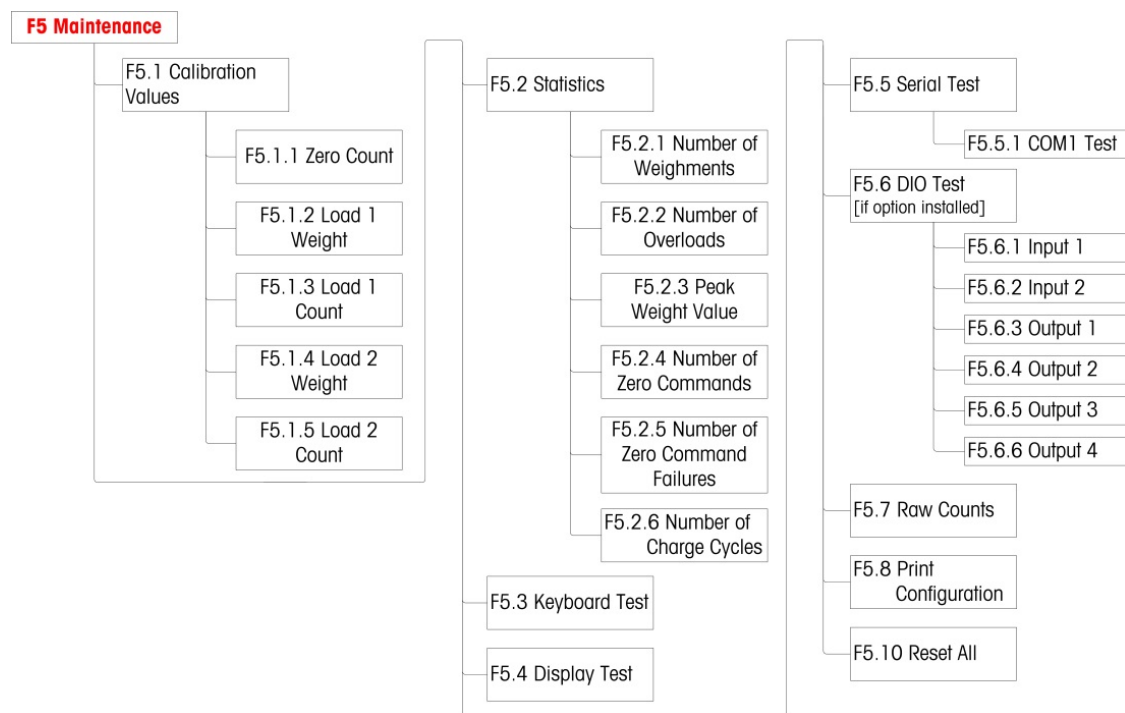 F5 Maintenance
F5.1 Calibration
Values
F5.1.1 Zero Count
F5.1.2 Load 1
Weight
F5.1.3 Load 1
Count
F5.1.4 Load 2
Weight
F5.1.5 Load 2
Count
F5.2 Statistics
F5.2.1 Number of
Weighments
F5.2.2 Number of
Overloads
F5.2.3 Peak
Weight Value
F5.2.4 Number of
Zero Commands
F5.2.5 Number of
Zero Command
Failures
F5.2.6 Number of
Charge Cycles
F5.3 Keyboard Test
F5.4 Display Test
F5.5 Serial Test
F5.5.1 COM1 Test
F5.6 DIO Test
[if option installed]
F5.6.1 Input 1
F5.6.2 Input 2
F5.6.3 Output 1
F5.6.4 Output 2
F5.6.5 Output 3
F5.6.6 Output 4
F5.7 Raw Counts
F5.8 Print
Configuration
F5.10 Reset All